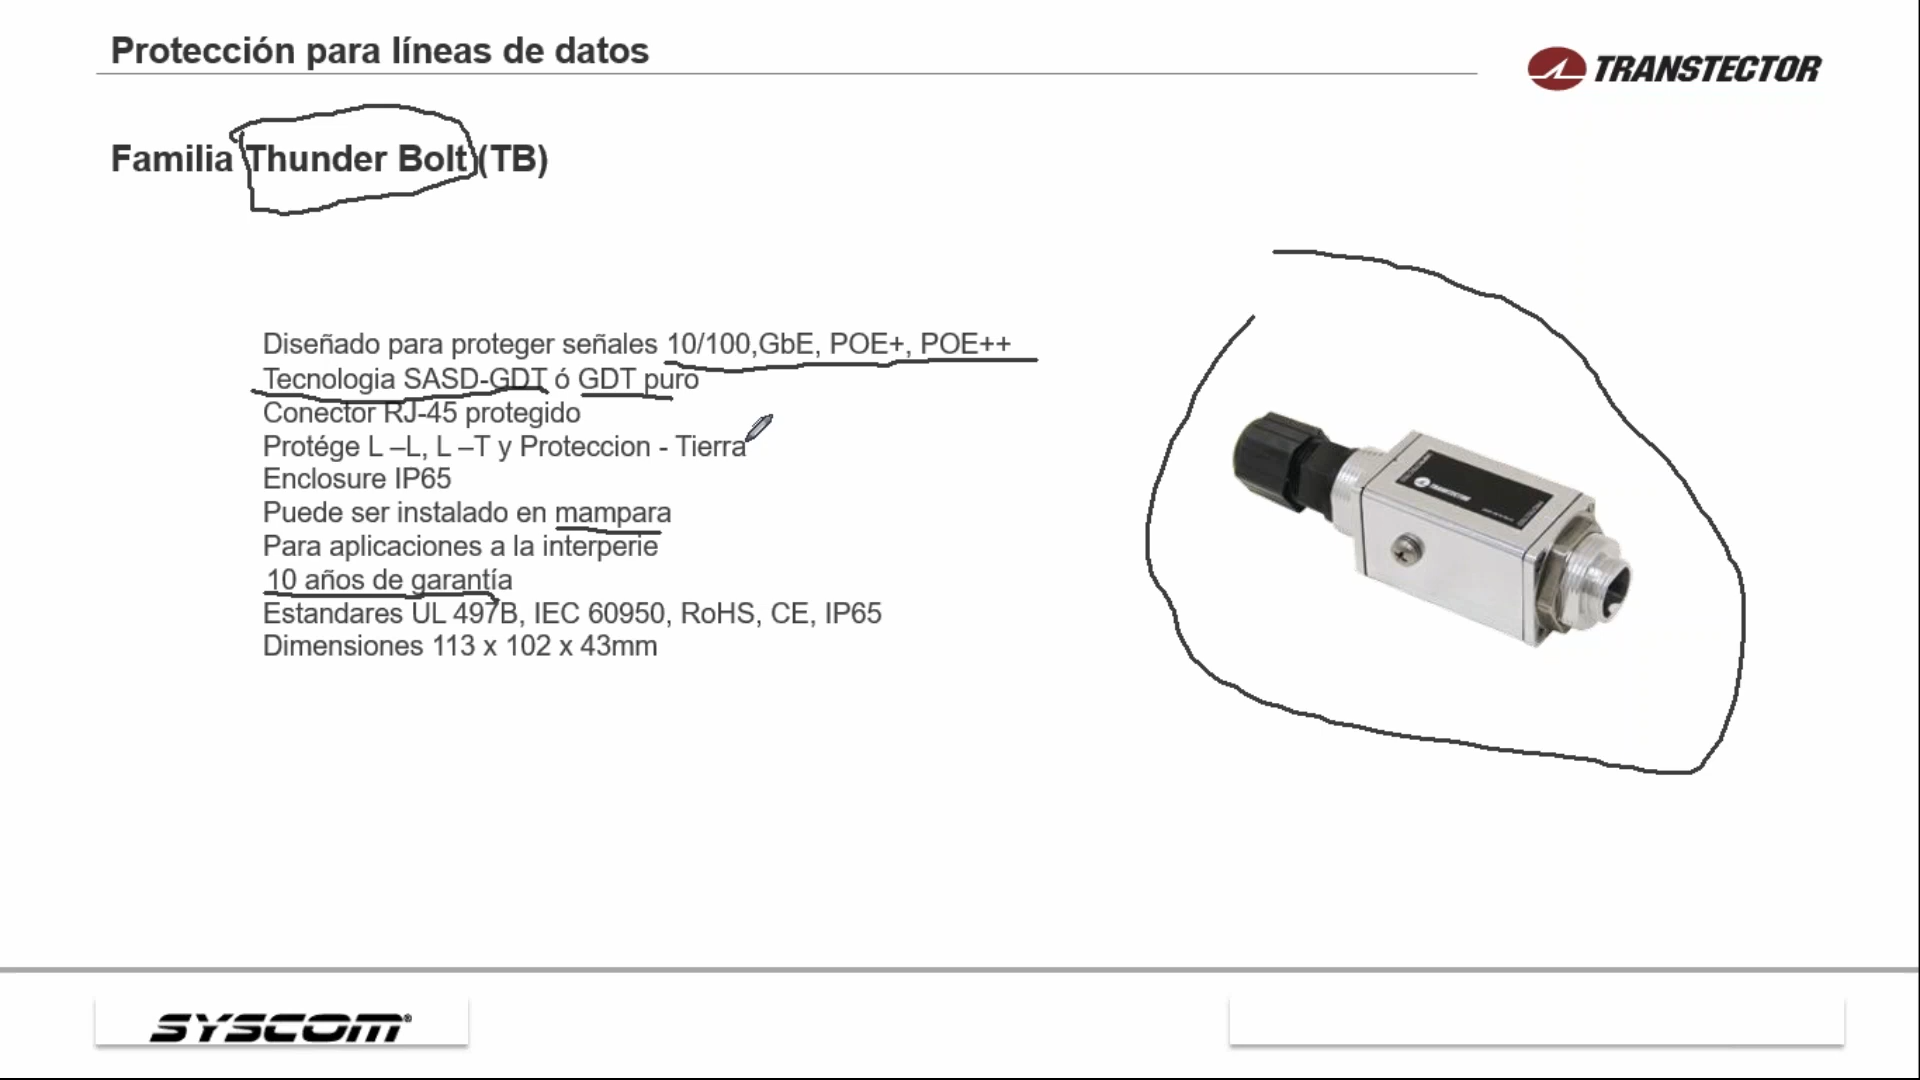 Protección para líneas de datos
TRANSTECTOR
Familia Thunder Bolt (TB)
Diseñado para proteger señales 10/100,GbE, POE+, POE++
Tecnologia SASD-GDT ó GDT puro
Conector RJ-45 protegido
Protége L –L, L –T y Proteccion - Tierra
Enclosure IP65
Puede ser instalado en mampara
Para aplicaciones a la interperie
10 años de garantía
Estandares UL 497B, IEC 60950, RoHS, CE, IP65
Dimensiones 113 x 102 x 43mm
TRANSTECTOR
SYSCOM®